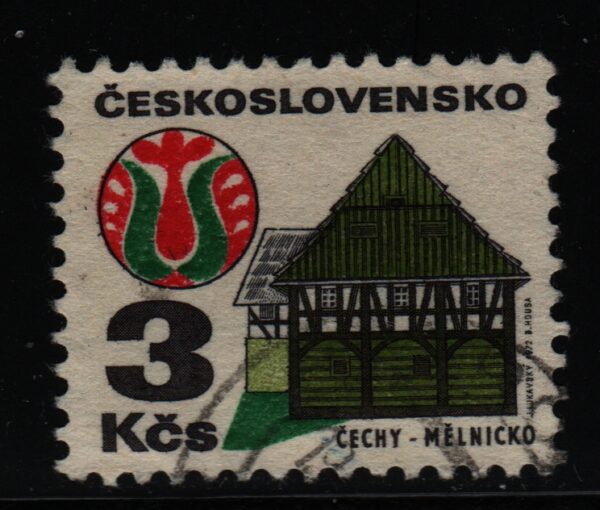 ČESKOSLOVENSKO
3
Kčs
ČECHY - MĚLNICKO